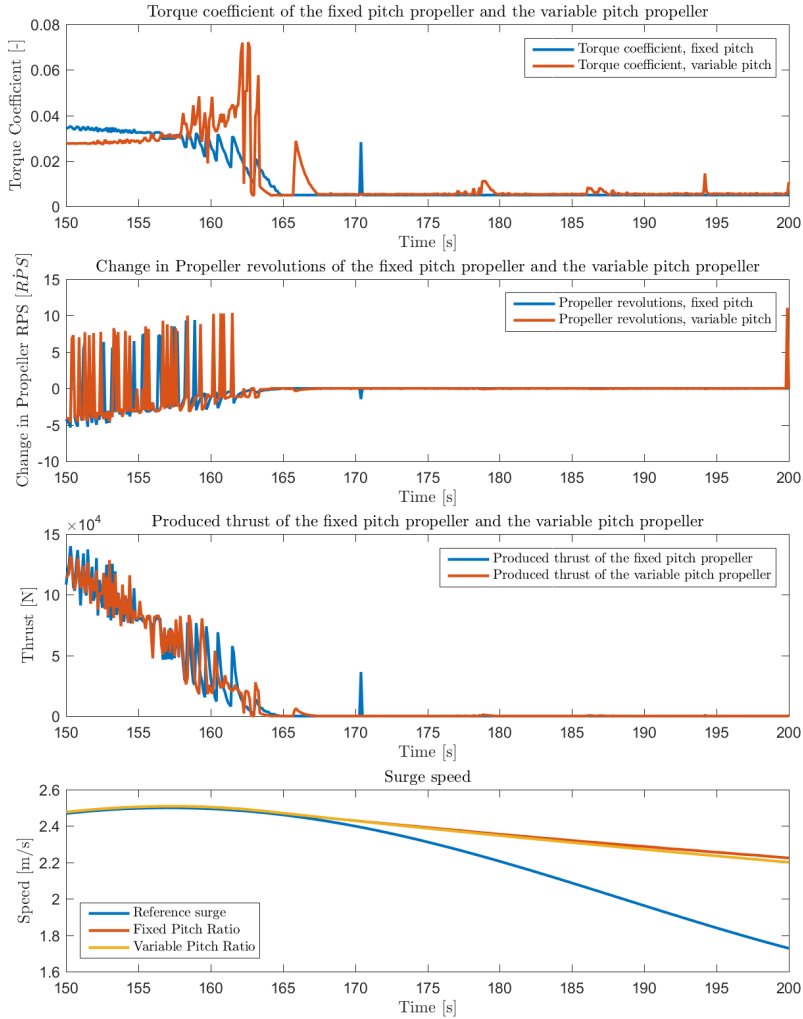 Torque coefficient of the fixed pitch propeller and the variable pitch propeller
Torque Coefficient [-]
0.08
0.06
0.04
0.02
0
Torque coefficient, fixed pitch
Torque coefficient, variable pitch
150 155 160 165 170 175 180 185 190 195 200
Time [s]
Change in Propeller revolutions of the fixed pitch propeller and the variable pitch propeller
Change in Propeller RPS [RṖS]
15
10
5
0
-5
-10
Propeller revolutions, fixed pitch
Propeller revolutions, variable pitch
150 155 160 165 170 175 180 185 190 195 200
Time [s]
×10⁴
Produced thrust of the fixed pitch propeller and the variable pitch propeller
Thrust [N]
15
10
5
0
Produced thrust of the fixed pitch propeller
Produced thrust of the variable pitch propeller
150 155 160 165 170 175 180 185 190 195 200
Time [s]
Surge speed
Speed [m/s]
2.6
2.4
2.2
2
1.8
1.6
Reference surge
Fixed Pitch Ratio
Variable Pitch Ratio
150 155 160 165 170 175 180 185 190 195 200
Time [s]